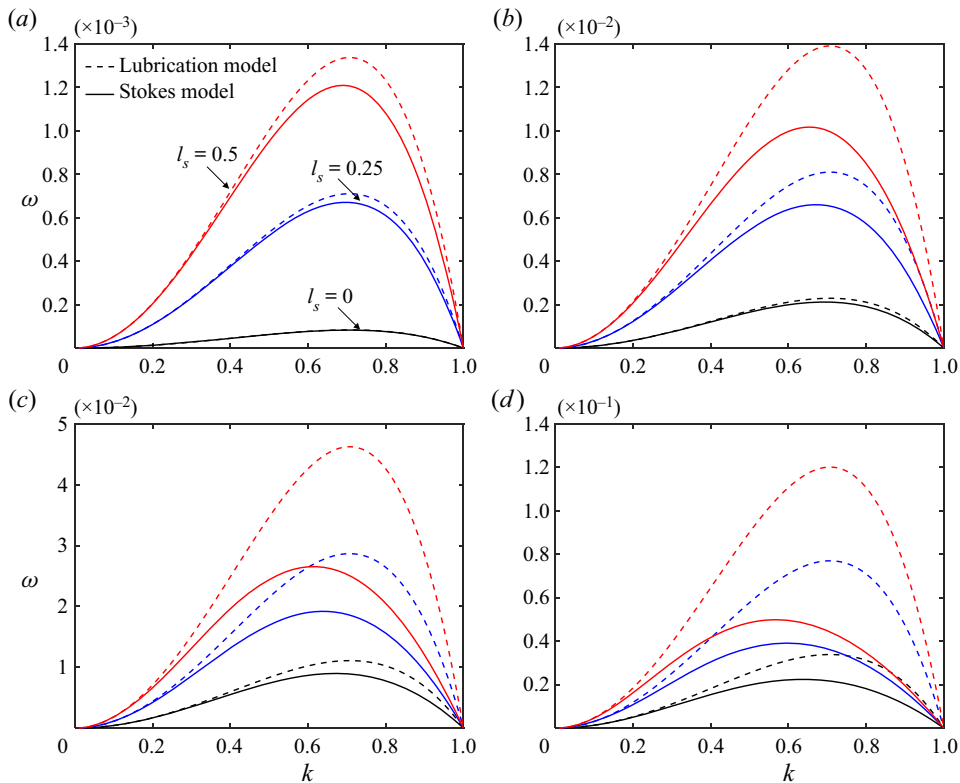 (a) (×10⁻³) (b) (×10⁻²)
1.4 1.4
Lubrication model
Stokes model
1.2 1.2
1.0 1.0
l_s = 0.5 l_s = 0.25
0.8 0.8
ω
0.6 0.6
0.4 0.4
l_s = 0
0.2 0.2
0 0.2 0.4 0.6 0.8 1.0 0 0.2 0.4 0.6 0.8 1.0
(c) (×10⁻²) (d) (×10⁻¹)
5 1.4
1.2
4
1.0
3 0.8
ω
0.6
2
0.4
1
0.2
0 0.2 0.4 0.6 0.8 1.0 0 0.2 0.4 0.6 0.8 1.0
k k